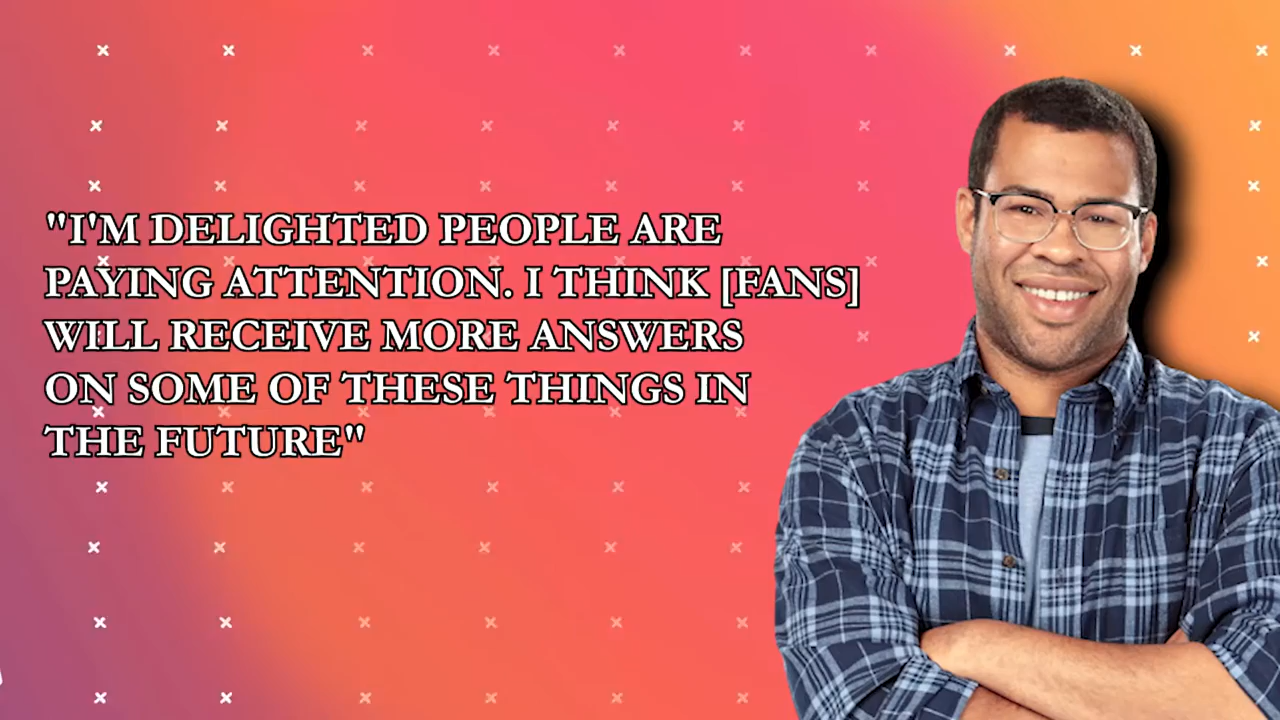 "I'M DELIGHTED PEOPLE ARE
PAYING ATTENTION. I THINK [FANS]
WILL RECEIVE MORE ANSWERS
ON SOME OF THESE THINGS IN
THE FUTURE"